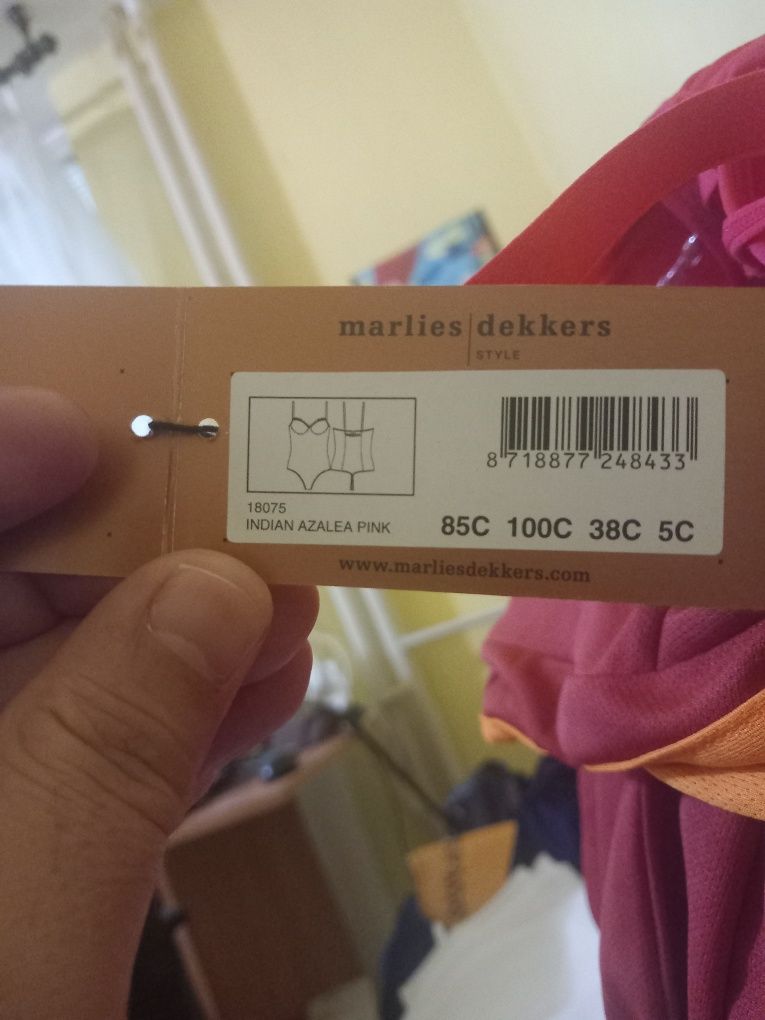 marlies dekkers
STYLE
8 718877 248433
18075
INDIAN AZALEA PINK
85C 100C 38C 5C
www.marliesdekkers.com